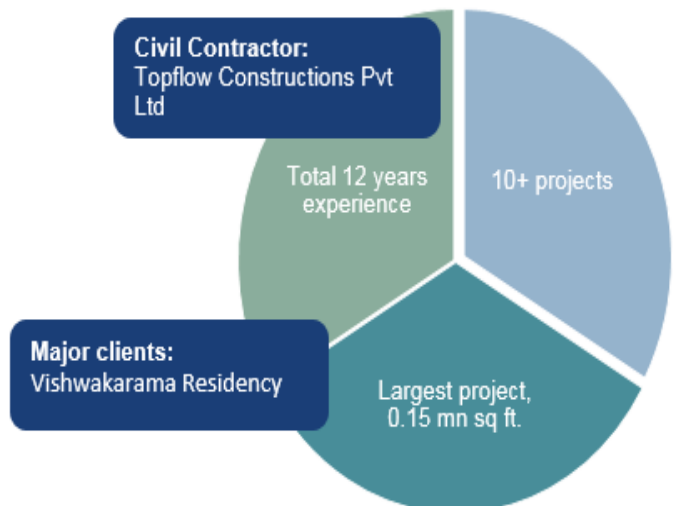 Civil Contractor:
Topflow Constructions Pvt
Ltd
Total 12 years
experience
10+ projects
Major clients:
Vishwakarama Residency
Largest project,
0.15 mn sq ft.